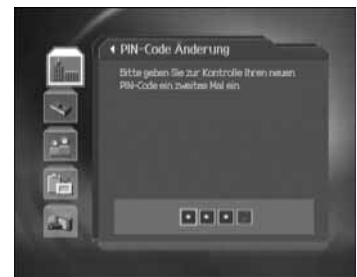 PIN-Code Änderung
Bitte geben Sie zur Kontrolle Ihren neuen
PIN-Code ein zweites Mal ein